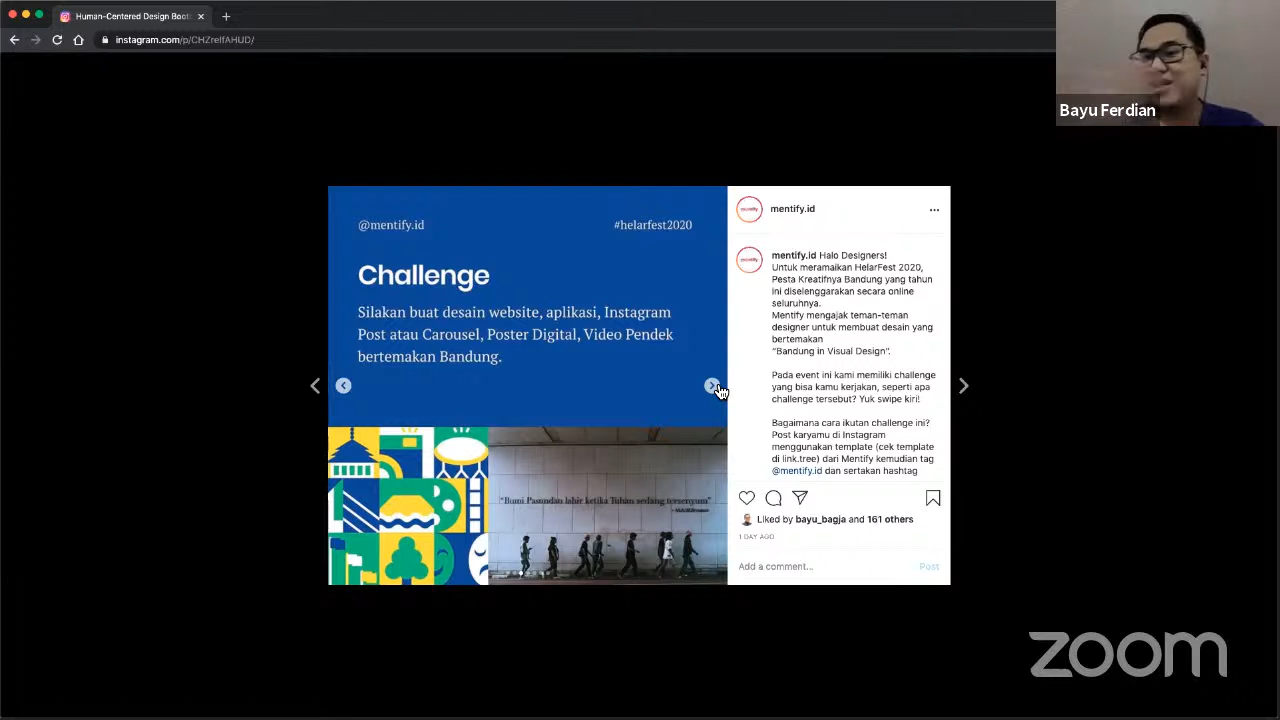 Human-Centered Design Boot
instagram.com/p/CHZrelfAHUD/
Bayu Ferdian
@mentify.id
#helarfest2020
Challenge
Silakan buat desain website, aplikasi, Instagram
Post atau Carousel, Poster Digital, Video Pendek
bertemakan Bandung.
“Bumi Pasundan lahir ketika Tuhan sedang tersenyum”
mentify.id
mentify.id Halo Designers!
Untuk meramaikan HelarFest 2020,
Pesta Kreatifnya Bandung yang tahun
ini diselenggarakan secara online
seluruhnya.
Mentify mengajak teman-teman
designer untuk membuat desain yang
bertemakan
“Bandung in Visual Design”.
Pada event ini kami memiliki challenge
yang bisa kamu kerjakan, seperti apa
challenge tersebut? Yuk swipe kiri!
Bagaimana cara ikutan challenge ini?
Post karyamu di Instagram
menggunakan template (cek template
di link.tree) dari Mentify kemudian tag
@mentify.id dan sertakan hashtag
Liked by bayu_bagja and 161 others
1 DAY AGO
Add a comment...
Post
zoom